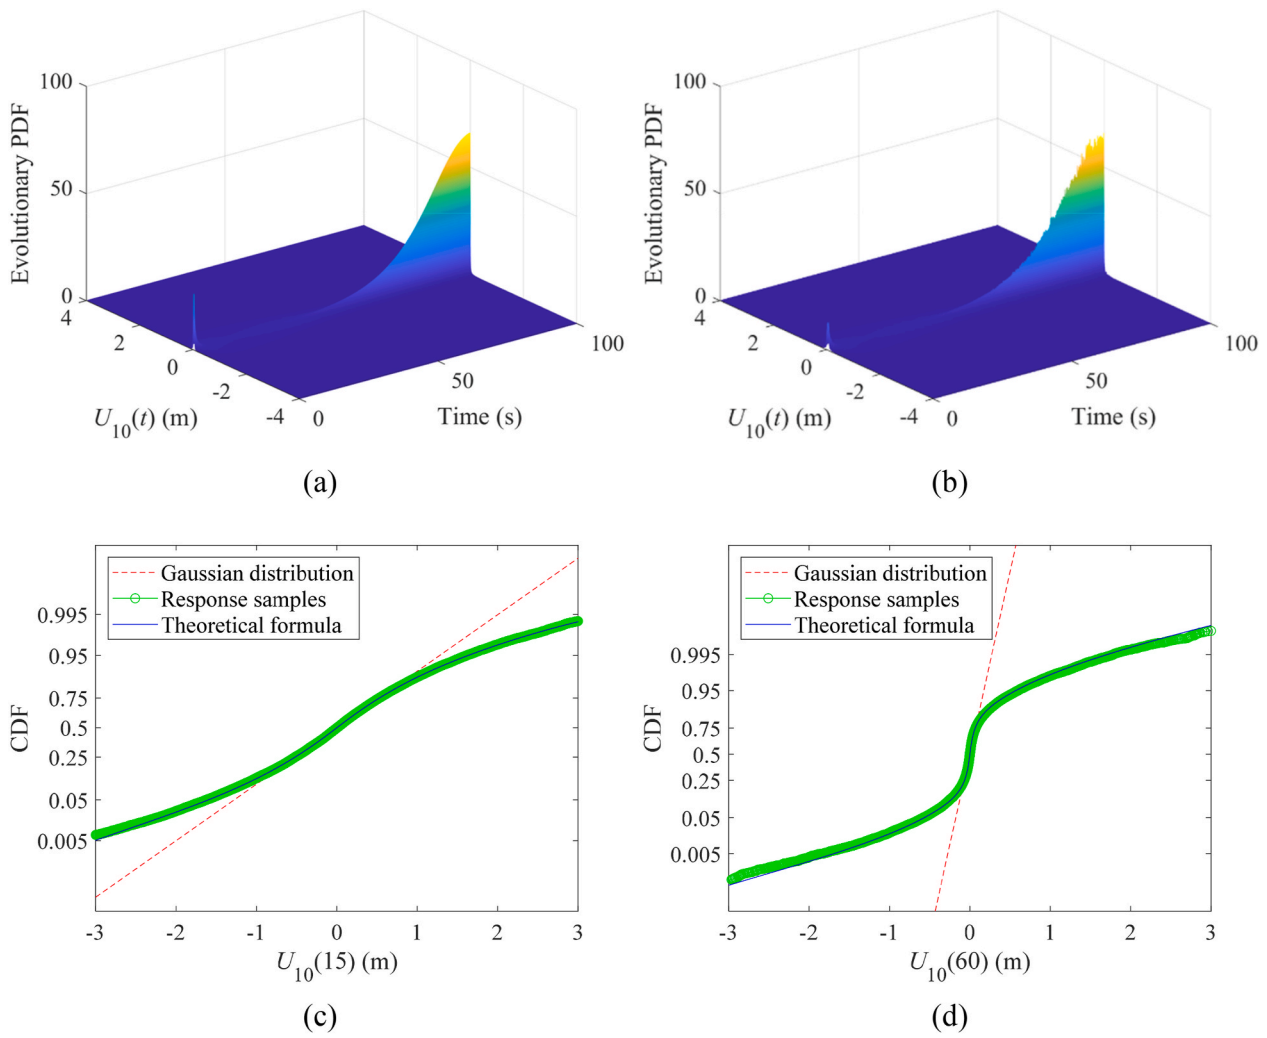 Evolutionary PDF
100
50
0
4
2
0
-2
-4
U10(t) (m)
0
50
100
Time (s)
(a)
Evolutionary PDF
100
50
0
4
2
0
-2
-4
U10(t) (m)
0
50
100
Time (s)
(b)
Gaussian distribution
Response samples
Theoretical formula
CDF
0.995
0.95
0.75
0.5
0.25
0.05
0.005
-3 -2 -1 0 1 2 3
U10(15) (m)
(c)
Gaussian distribution
Response samples
Theoretical formula
CDF
0.995
0.95
0.75
0.5
0.25
0.05
0.005
-3 -2 -1 0 1 2 3
U10(60) (m)
(d)